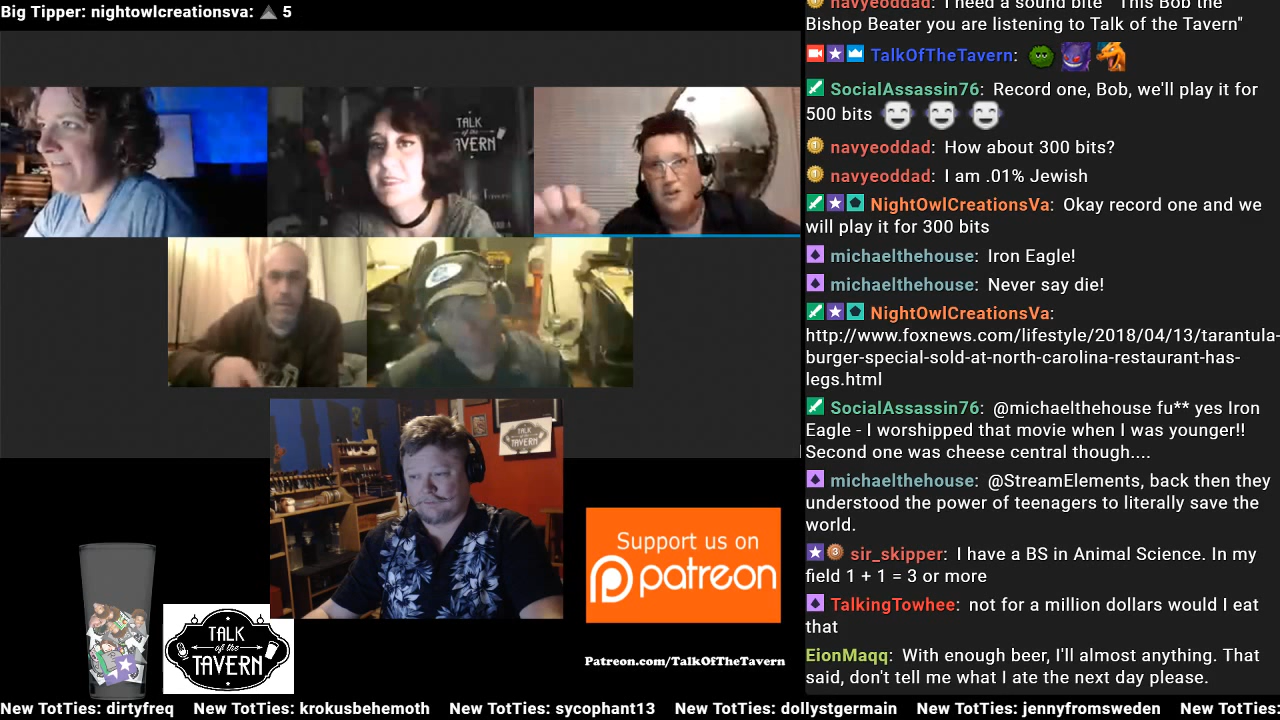 Big Tipper: nightowlcreationsva: 5
TALK
of the
AVERN
TALK
of the
TAVERN
Support us on
patreon
Patreon.com/TalkOfTheTavern
TALK
of the
TAVERN
navyeoddad: I need a sound bite "This Bob the
Bishop Beater you are listening to Talk of the Tavern"
TalkOfTheTavern:
SocialAssassin76: Record one, Bob, we'll play it for
500 bits
navyeoddad: How about 300 bits?
navyeoddad: I am .01% Jewish
NightOwlCreationsVa: Okay record one and we
will play it for 300 bits
michaelthehouse: Iron Eagle!
michaelthehouse: Never say die!
NightOwlCreationsVa:
http://www.foxnews.com/lifestyle/2018/04/13/tarantula-
burger-special-sold-at-north-carolina-restaurant-has-
legs.html
SocialAssassin76: @michaelthehouse fu** yes Iron
Eagle - I worshipped that movie when I was younger!!
Second one was cheese central though....
michaelthehouse: @StreamElements, back then they
understood the power of teenagers to literally save the
world.
3 sir_skipper: I have a BS in Animal Science. In my
field 1 + 1 = 3 or more
TalkingTowhee: not for a million dollars would I eat
that
EionMaqq: With enough beer, I'll almost anything. That
said, don't tell me what I ate the next day please.
New TotTies: dirtyfreq New TotTies: krokusbehemoth New TotTies: sycophant13 New TotTies: dollystgermain New TotTies: jennyfromsweden New TotTies: